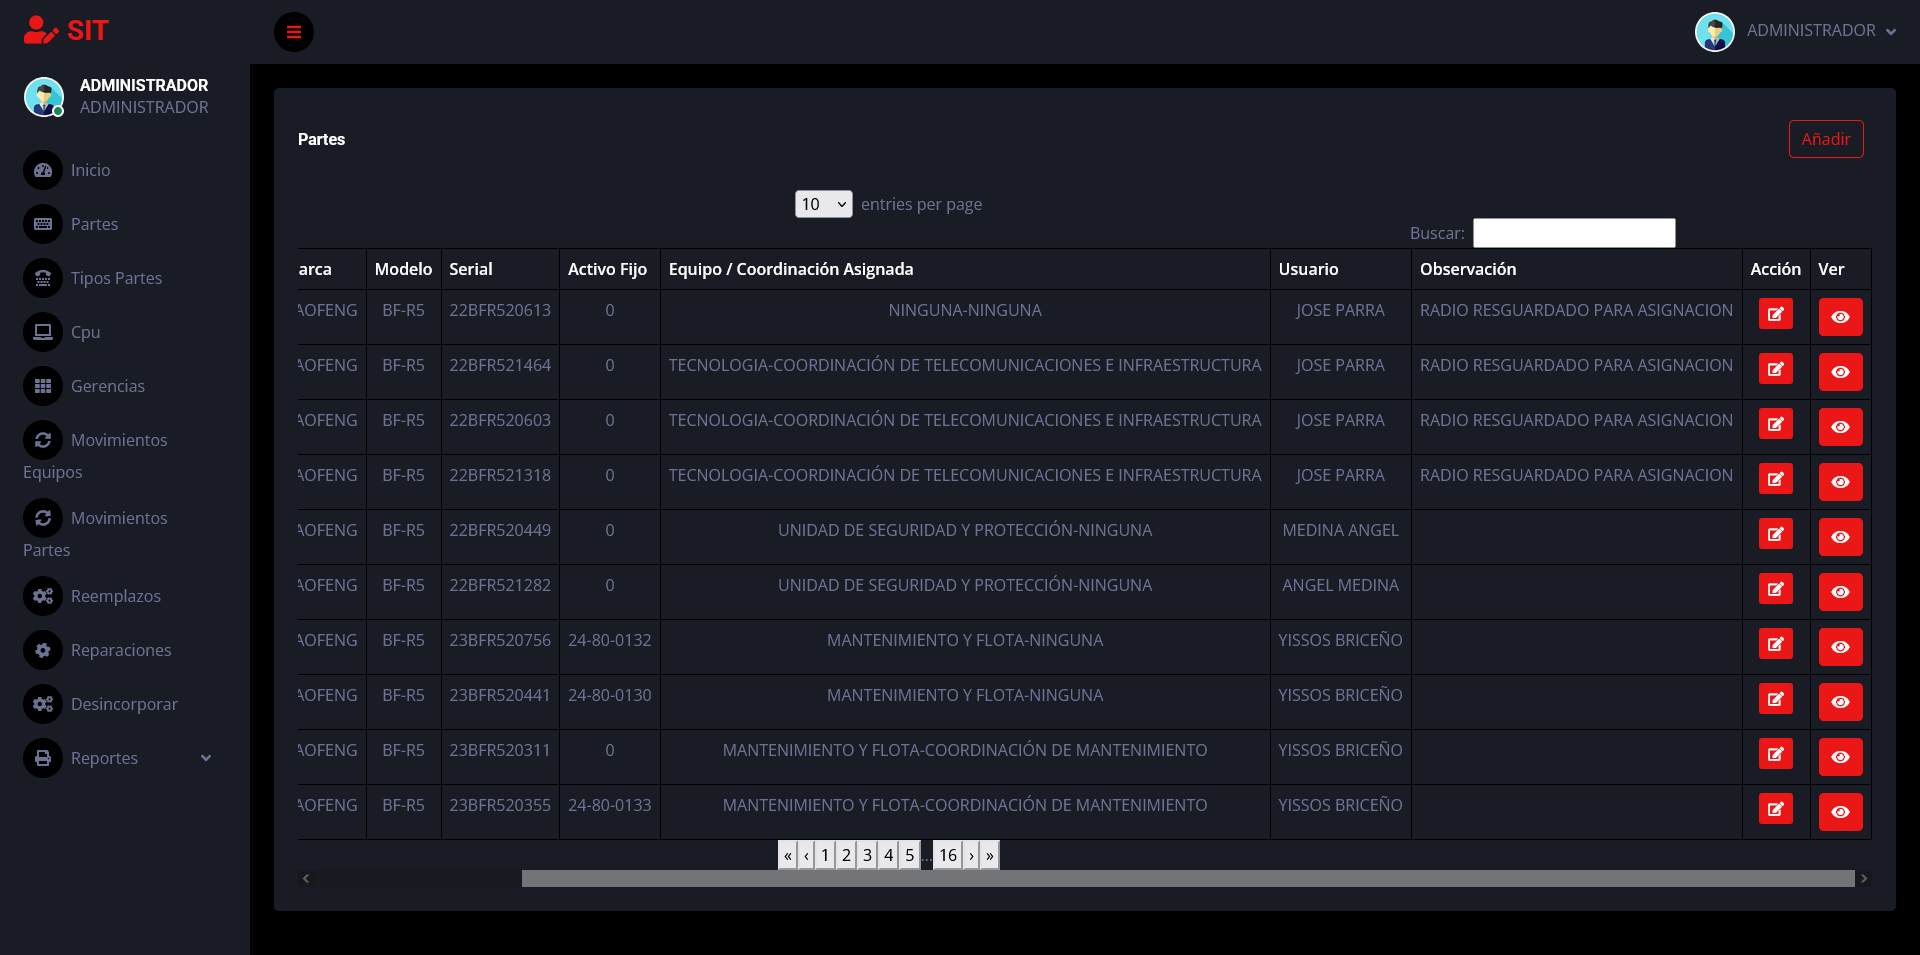 SIT
ADMINISTRADOR
ADMINISTRADOR
ADMINISTRADOR
Inicio
Partes
Tipos Partes
Cpu
Gerencias
Movimientos
Equipos
Movimientos
Partes
Reemplazos
Reparaciones
Desincorporar
Reportes
Partes
Añadir
10 entries per page
Buscar:
arca Modelo Serial Activo Fijo Equipo / Coordinación Asignada Usuario Observación Acción Ver
AOFENG BF-R5 22BFR520613 0 NINGUNA-NINGUNA JOSE PARRA RADIO RESGUARDADO PARA ASIGNACION
AOFENG BF-R5 22BFR521464 0 TECNOLOGIA-COORDINACIÓN DE TELECOMUNICACIONES E INFRAESTRUCTURA JOSE PARRA RADIO RESGUARDADO PARA ASIGNACION
AOFENG BF-R5 22BFR520603 0 TECNOLOGIA-COORDINACIÓN DE TELECOMUNICACIONES E INFRAESTRUCTURA JOSE PARRA RADIO RESGUARDADO PARA ASIGNACION
AOFENG BF-R5 22BFR521318 0 TECNOLOGIA-COORDINACIÓN DE TELECOMUNICACIONES E INFRAESTRUCTURA JOSE PARRA RADIO RESGUARDADO PARA ASIGNACION
AOFENG BF-R5 22BFR520449 0 UNIDAD DE SEGURIDAD Y PROTECCIÓN-NINGUNA MEDINA ANGEL
AOFENG BF-R5 22BFR521282 0 UNIDAD DE SEGURIDAD Y PROTECCIÓN-NINGUNA ANGEL MEDINA
AOFENG BF-R5 23BFR520756 24-80-0132 MANTENIMIENTO Y FLOTA-NINGUNA YISSOS BRICEÑO
AOFENG BF-R5 23BFR520441 24-80-0130 MANTENIMIENTO Y FLOTA-NINGUNA YISSOS BRICEÑO
AOFENG BF-R5 23BFR520311 0 MANTENIMIENTO Y FLOTA-COORDINACIÓN DE MANTENIMIENTO YISSOS BRICEÑO
AOFENG BF-R5 23BFR520355 24-80-0133 MANTENIMIENTO Y FLOTA-COORDINACIÓN DE MANTENIMIENTO YISSOS BRICEÑO
« ‹ 1 2 3 4 5 ... 16 › »